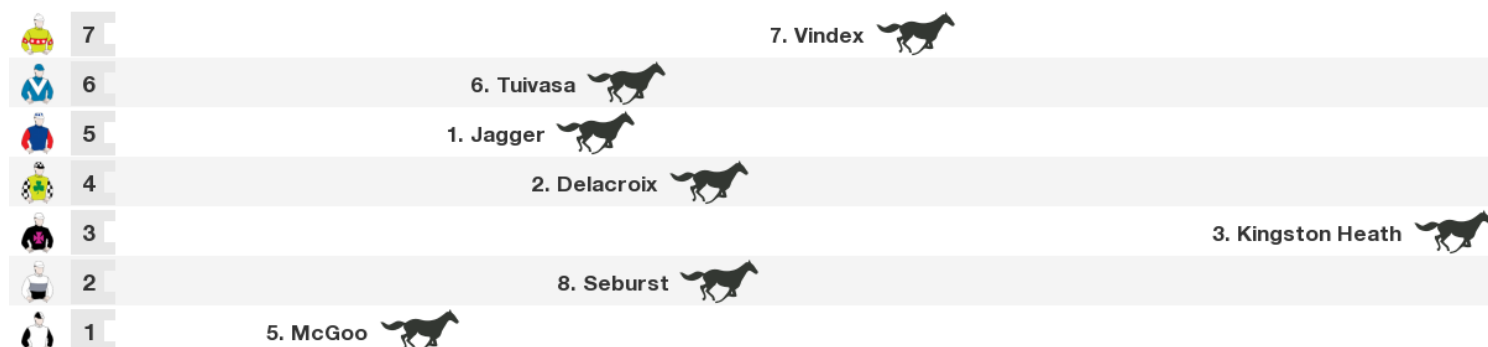 7 7. Vindex
6 6. Tuivasa
5 1. Jagger
4 2. Delacroix
3 3. Kingston Heath
2 8. Seburst
1 5. McGoo